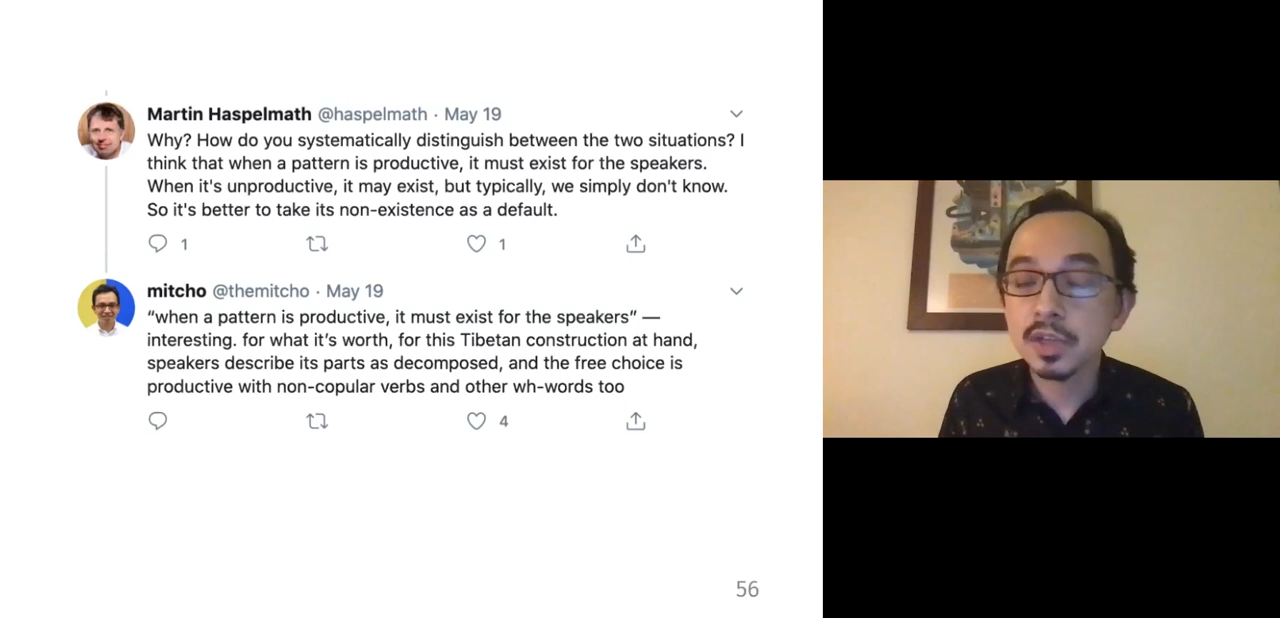 Martin Haspelmath @haspelmath · May 19
Why? How do you systematically distinguish between the two situations? I
think that when a pattern is productive, it must exist for the speakers.
When it's unproductive, it may exist, but typically, we simply don't know.
So it's better to take its non-existence as a default.
1 1
mitcho @themitcho · May 19
“when a pattern is productive, it must exist for the speakers” —
interesting. for what it’s worth, for this Tibetan construction at hand,
speakers describe its parts as decomposed, and the free choice is
productive with non-copular verbs and other wh-words too
4
56